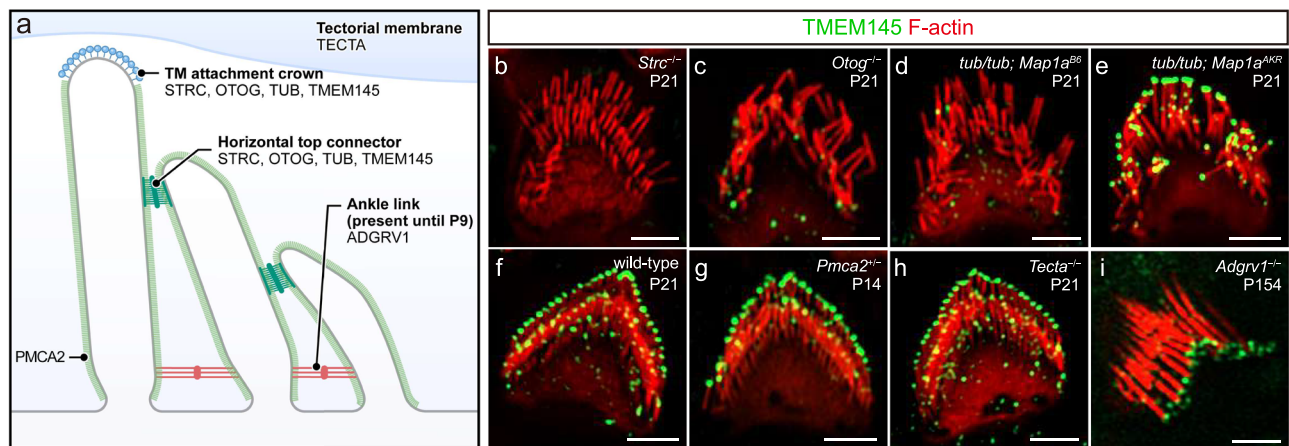 a
Tectorial membrane
TECTA
TM attachment crown
STRC, OTOG, TUB, TMEM145
Horizontal top connector
STRC, OTOG, TUB, TMEM145
Ankle link
(present until P9)
ADGRV1
PMCA2
TMEM145 F-actin
b
Strc⁻/⁻
P21
c
Otog⁻/⁻
P21
d
tub/tub; Map1aᴮ⁶
P21
e
tub/tub; Map1aᴬᴷᴿ
P21
f
wild-type
P21
g
Pmca2⁺/⁻
P14
h
Tecta⁻/⁻
P21
i
Adgrv1⁻/⁻
P154